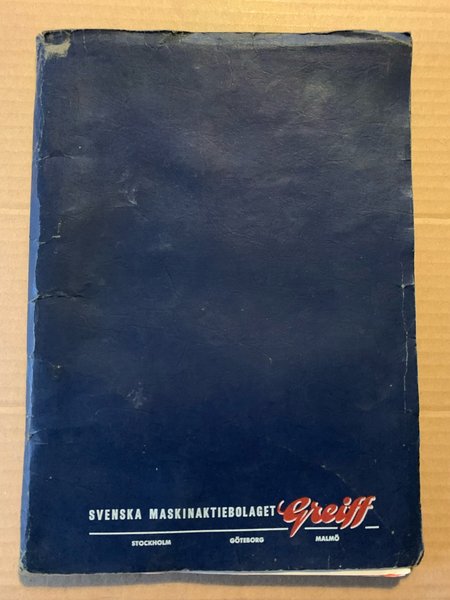 SVENSKA MASKINAKTIEBOLAGET Greiff
STOCKHOLM GÖTEBORG MALMÖ